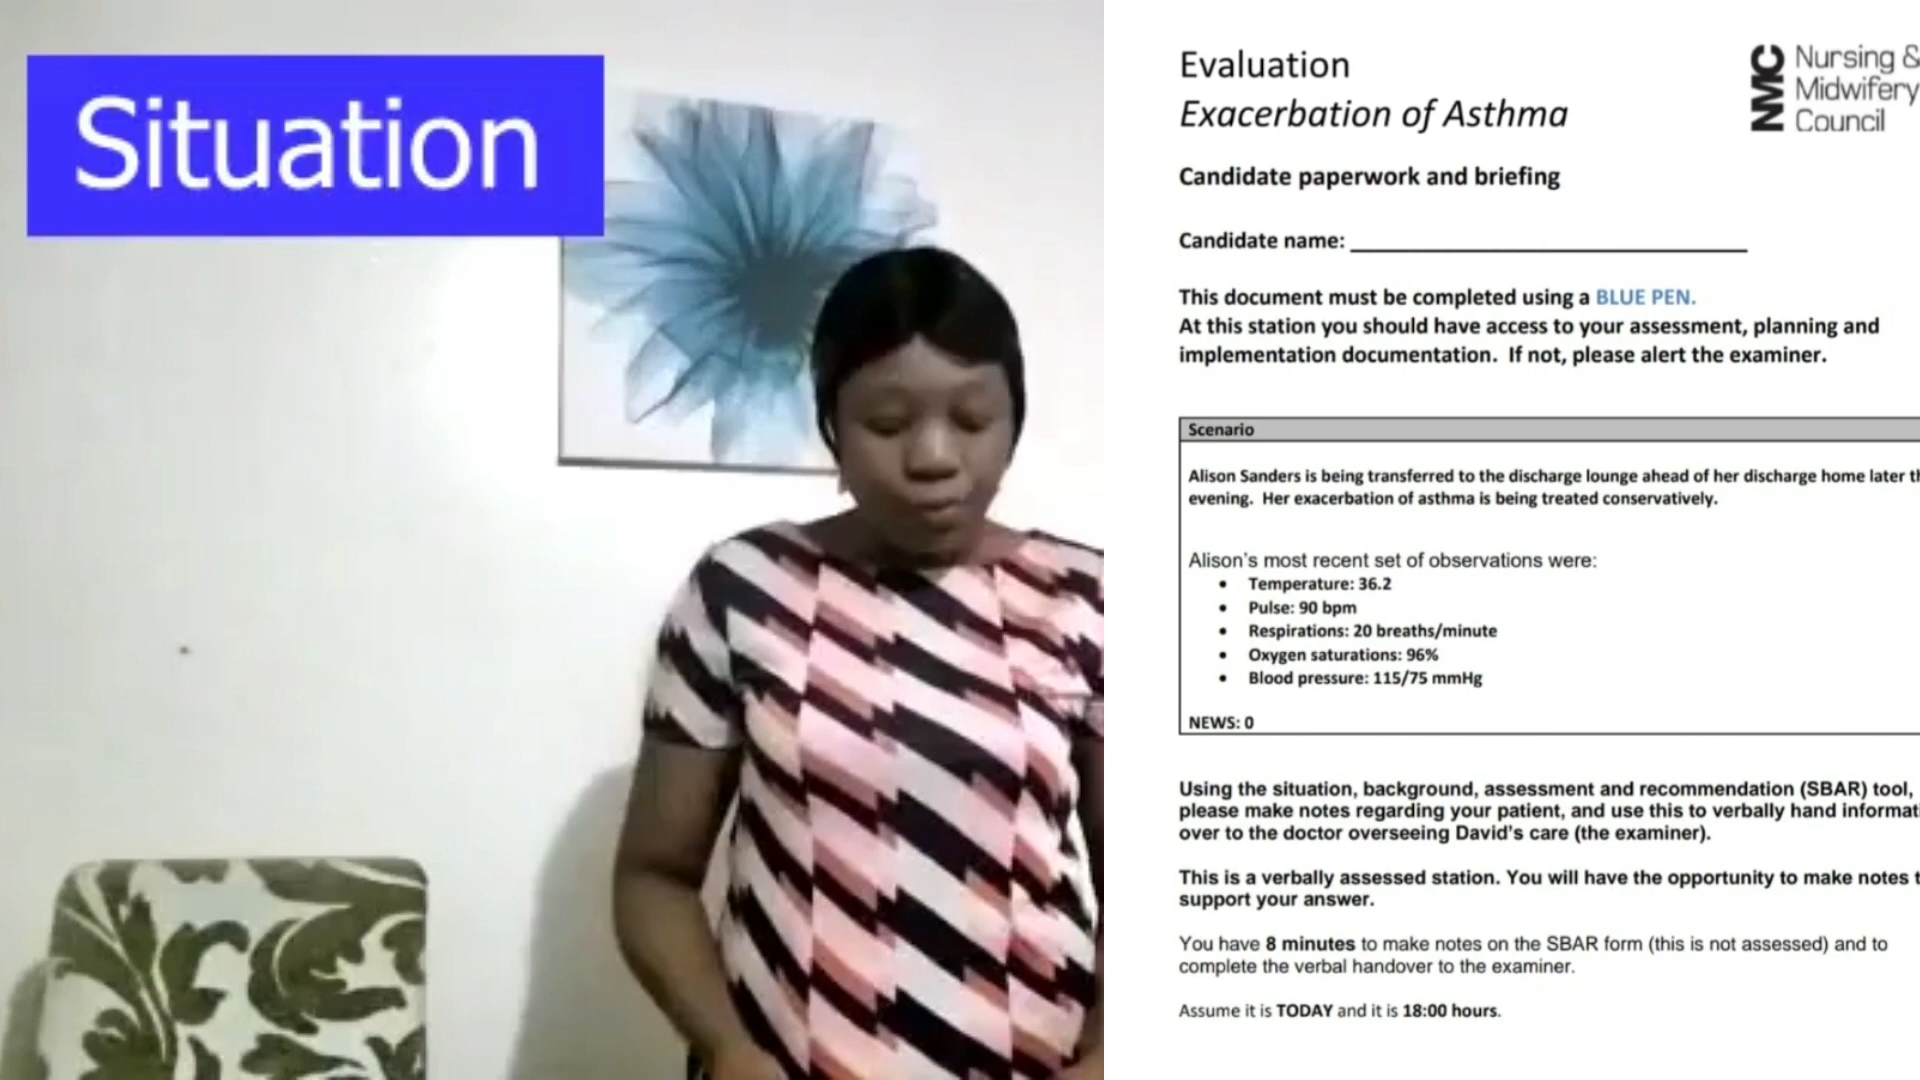 Situation
Evaluation
Exacerbation of Asthma
NMC
Nursing &
Midwifery
Council
Candidate paperwork and briefing
Candidate name:
This document must be completed using a BLUE PEN.
At this station you should have access to your assessment, planning and
implementation documentation. If not, please alert the examiner.
Scenario
Alison Sanders is being transferred to the discharge lounge ahead of her discharge home later
evening. Her exacerbation of asthma is being treated conservatively.
Alison's most recent set of observations were:
• Temperature: 36.2
• Pulse: 90 bpm
• Respirations: 20 breaths/minute
• Oxygen saturations: 96%
• Blood pressure: 115/75 mmHg
NEWS: 0
Using the situation, background, assessment and recommendation (SBAR) tool,
please make notes regarding your patient, and use this to verbally hand
over to the doctor overseeing David's care (the examiner).
This is a verbally assessed station. You will have the opportunity to make notes
support your answer.
You have 8 minutes to make notes on the SBAR form (this is not assessed) and to
complete the verbal handover to the examiner.
Assume it is TODAY and it is 18:00 hours.